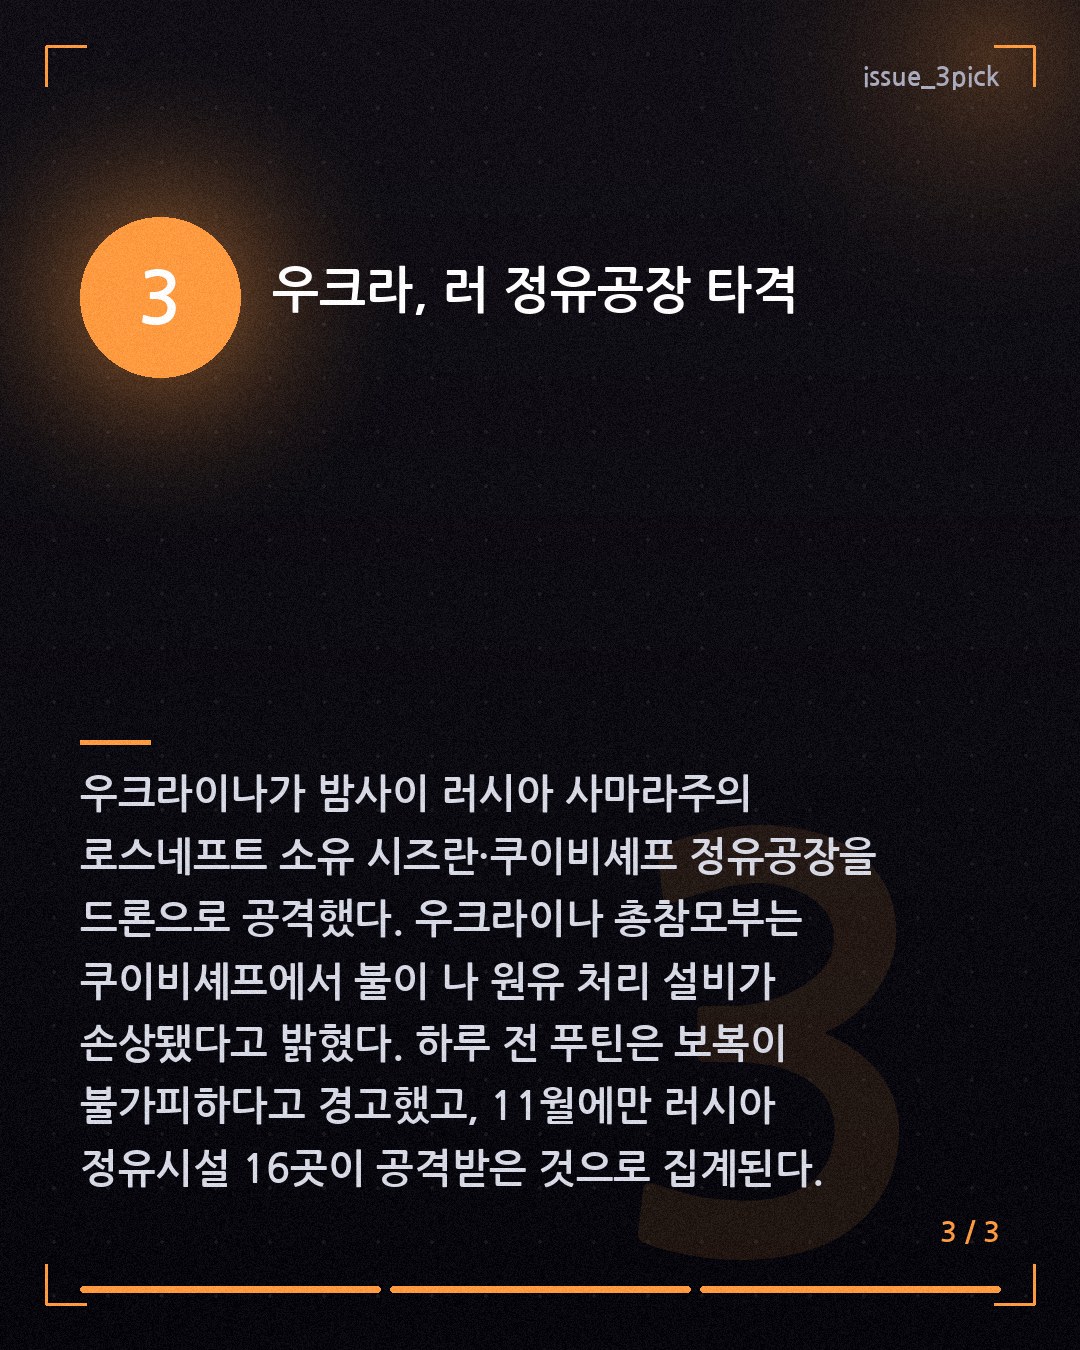 issue_3pick
3
우크라, 러 정유공장 타격
우크라이나가 밤사이 러시아 사마라주의
로스네프트 소유 시즈란·쿠이비셰프 정유공장을
드론으로 공격했다. 우크라이나 총참모부는
쿠이비셰프에서 불이 나 원유 처리 설비가
손상됐다고 밝혔다. 하루 전 푸틴은 보복이
불가피하다고 경고했고, 11월에만 러시아
정유시설 16곳이 공격받은 것으로 집계된다.
3
3 / 3